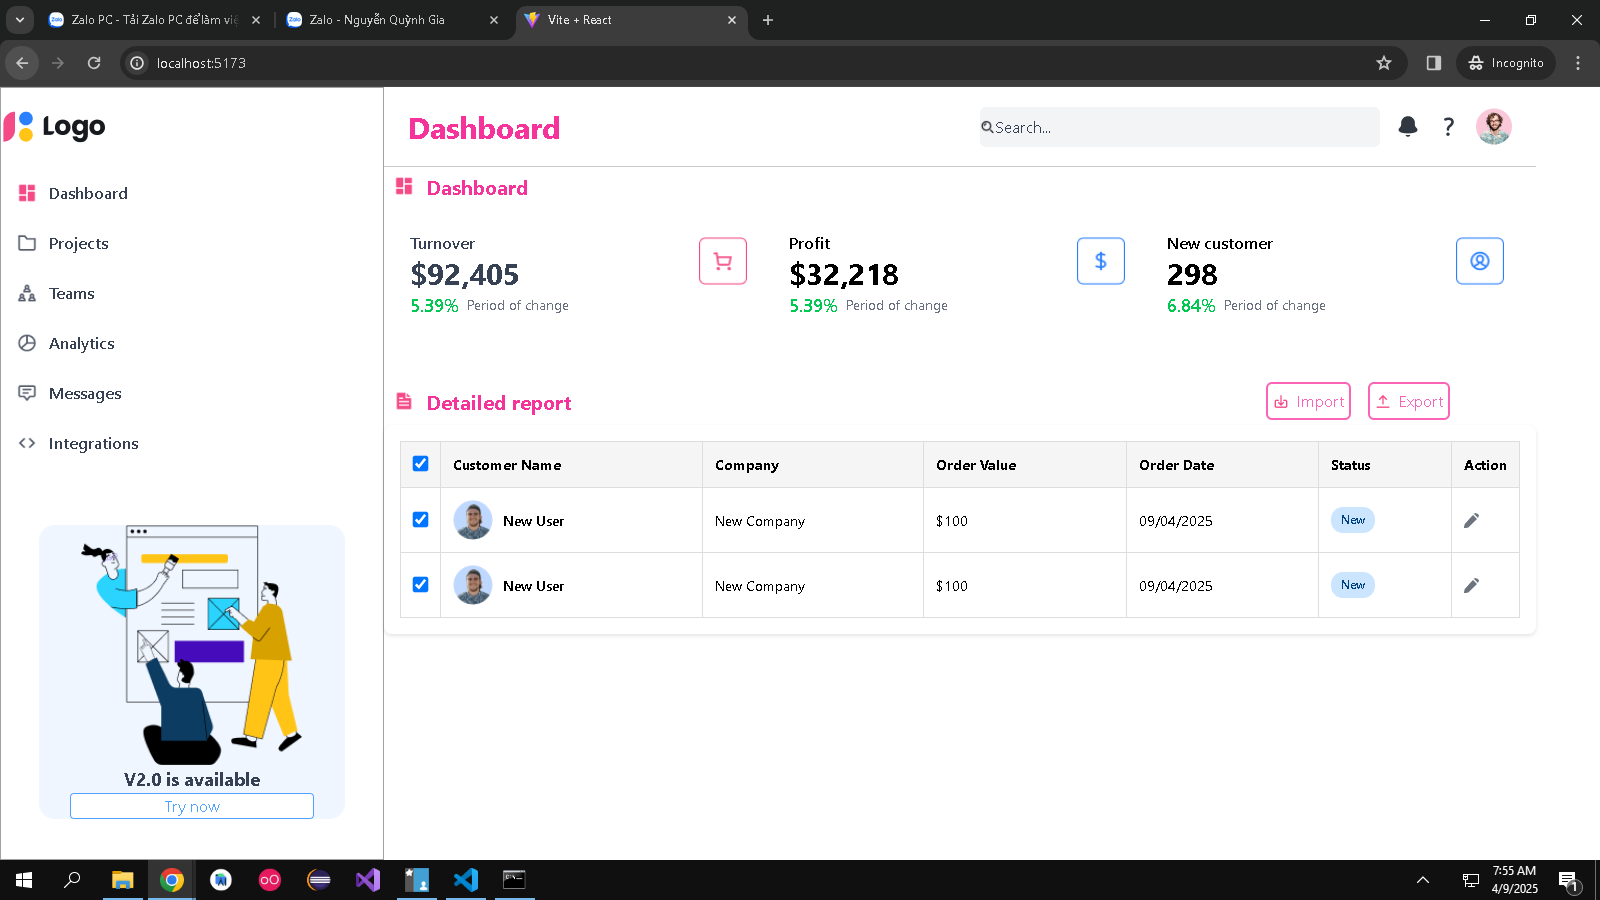 Zalo PC - Tải Zalo PC để làm việ
Zalo - Nguyễn Quỳnh Gia
Vite + React
localhost:5173
Incognito
Logo
Dashboard
Search...
?
Dashboard
Projects
Teams
Analytics
Messages
Integrations
V2.0 is available
Try now
Dashboard
Turnover
$92,405
5.39% Period of change
Profit
$32,218
5.39% Period of change
$
New customer
298
6.84% Period of change
Detailed report
Import
Export
Customer Name Company Order Value Order Date Status Action
New User New Company $100 09/04/2025 New
New User New Company $100 09/04/2025 New
7:55 AM
4/9/2025
1